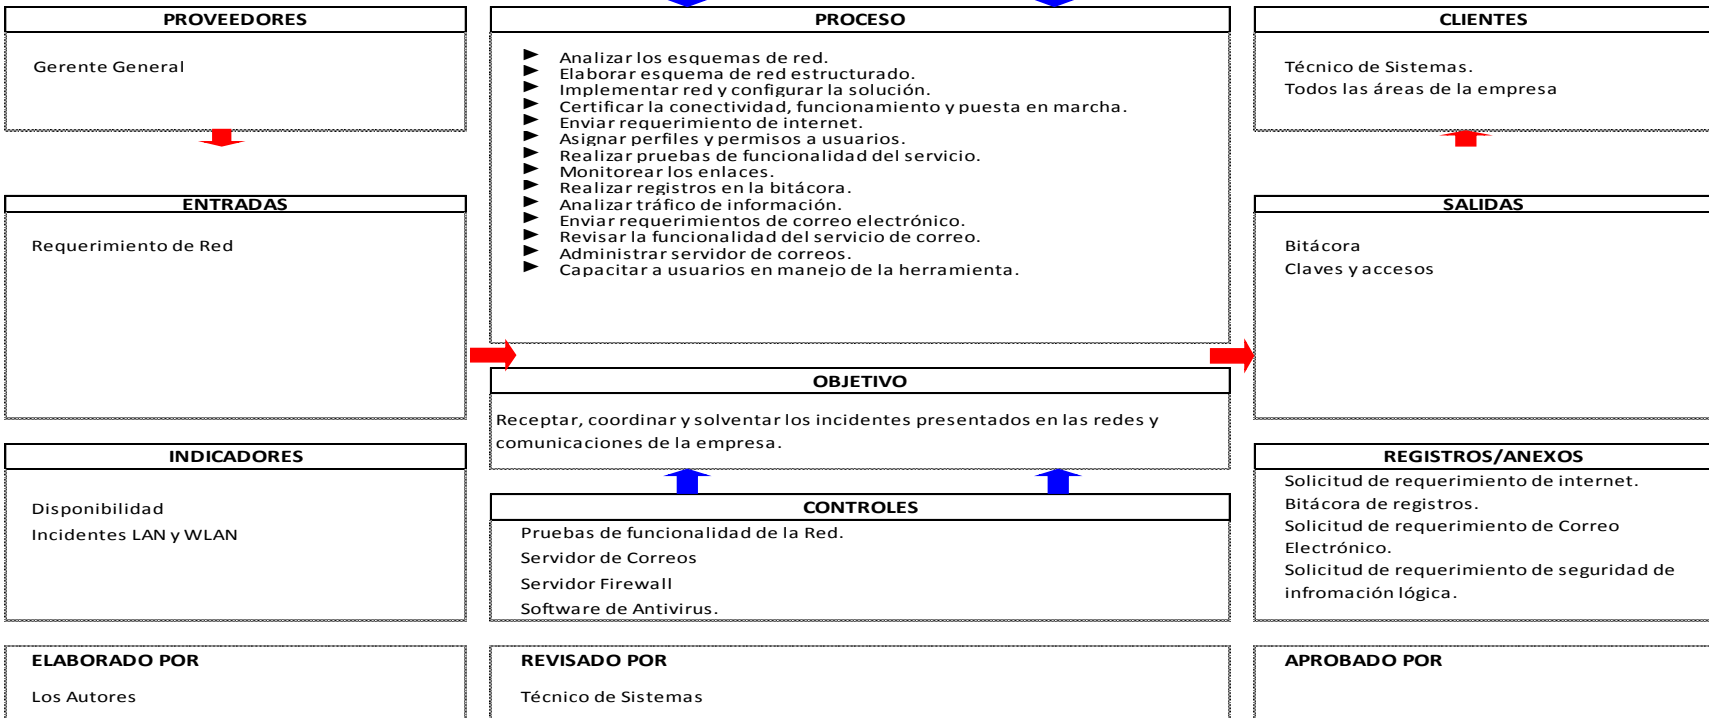 PROVEEDORES
Gerente General
PROCESO
Analizar los esquemas de red.
Elaborar esquema de red estructurado.
Implementar red y configurar la solución.
Certificar la conectividad, funcionamiento y puesta en marcha.
Enviar requerimiento de internet.
Asignar perfiles y permisos a usuarios.
Realizar pruebas de funcionalidad del servicio.
Monitorear los enlaces.
Realizar registros en la bitácora.
Analizar tráfico de información.
Enviar requerimientos de correo electrónico.
Revisar la funcionalidad del servicio de correo.
Administrar servidor de correos.
Capacitar a usuarios en manejo de la herramienta.
CLIENTES
Técnico de Sistemas.
Todos las áreas de la empresa
ENTRADAS
Requerimiento de Red
SALIDAS
Bitácora
Claves y accesos
OBJETIVO
Receptar, coordinar y solventar los incidentes presentados en las redes y
comunicaciones de la empresa.
INDICADORES
Disponibilidad
Incidentes LAN y WLAN
CONTROLES
Pruebas de funcionalidad de la Red.
Servidor de Correos
Servidor Firewall
Software de Antivirus.
REGISTROS/ANEXOS
Solicitud de requerimiento de internet.
Bitácora de registros.
Solicitud de requerimiento de Correo
Electrónico.
Solicitud de requerimiento de seguridad de
infromación lógica.
ELABORADO POR
Los Autores
REVISADO POR
Técnico de Sistemas
APROBADO POR